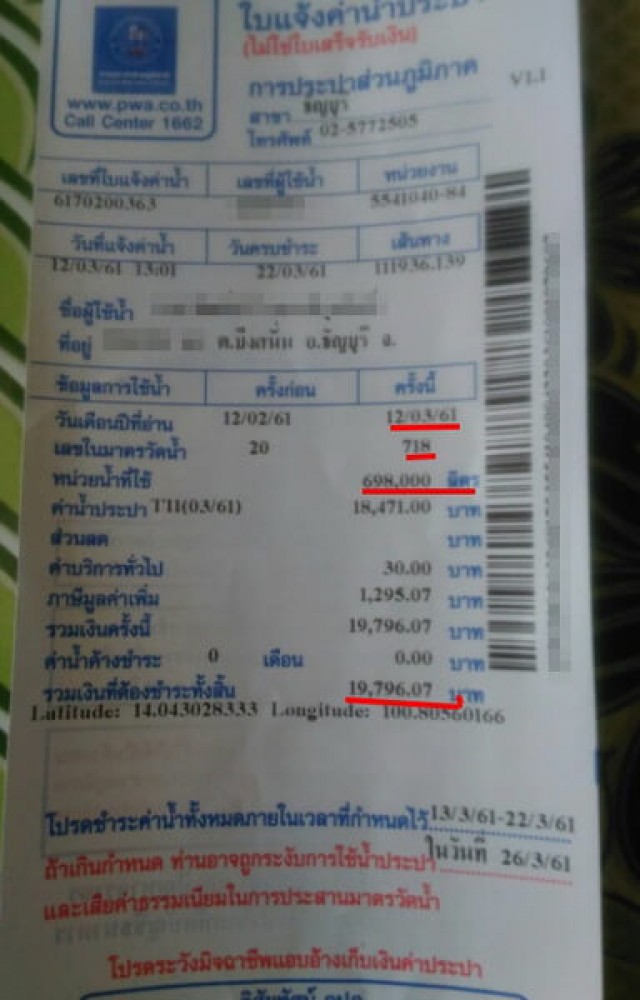 ใบแจ้งค่าน้ำประปา
(ไม่ใช่ใบเสร็จรับเงิน)
การประปาส่วนภูมิภาค
V1.1
www.pwa.co.th
Call Center 1662
สาขา ธัญบุรี
โทรศัพท์ 02-5772505
เลขที่ใบแจ้งค่าน้ำ เลขที่ผู้ใช้น้ำ หน่วยงาน
6170200363 5541040-84
วันที่แจ้งค่าน้ำ วันครบชำระ เส้นทาง
12/03/61 13:01 22/03/61 111936.139
ชื่อผู้ใช้น้ำ
ที่อยู่ ต.บึงสนั่น อ.ธัญบุรี จ.
ข้อมูลการใช้น้ำ ครั้งก่อน ครั้งนี้
วันเดือนปีที่อ่าน 12/02/61 12/03/61
เลขในมาตรวัดน้ำ 20 718
หน่วยน้ำที่ใช้ 698,000 ลิตร
ค่าน้ำประปา T11(03/61) 18,471.00 บาท
ส่วนลด บาท
ค่าบริการทั่วไป 30.00 บาท
ภาษีมูลค่าเพิ่ม 1,295.07 บาท
รวมเงินครั้งนี้ 19,796.07 บาท
ค่าน้ำค้างชำระ 0 เดือน 0.00 บาท
รวมเงินที่ต้องชำระทั้งสิ้น 19,796.07 บาท
Latitude: 14.043028333 Longitude: 100.80560166
โปรดชำระค่าน้ำทั้งหมดภายในเวลาที่กำหนดไว้ 13/3/61-22/3/61
ถ้าเกินกำหนด ท่านอาจถูกระงับการใช้น้ำประปา ในวันที่ 26/3/61
และเสียค่าธรรมเนียมในการประสานมาตรวัดน้ำ
โปรดระวังมิจฉาชีพแอบอ้างเก็บเงินค่าประปา